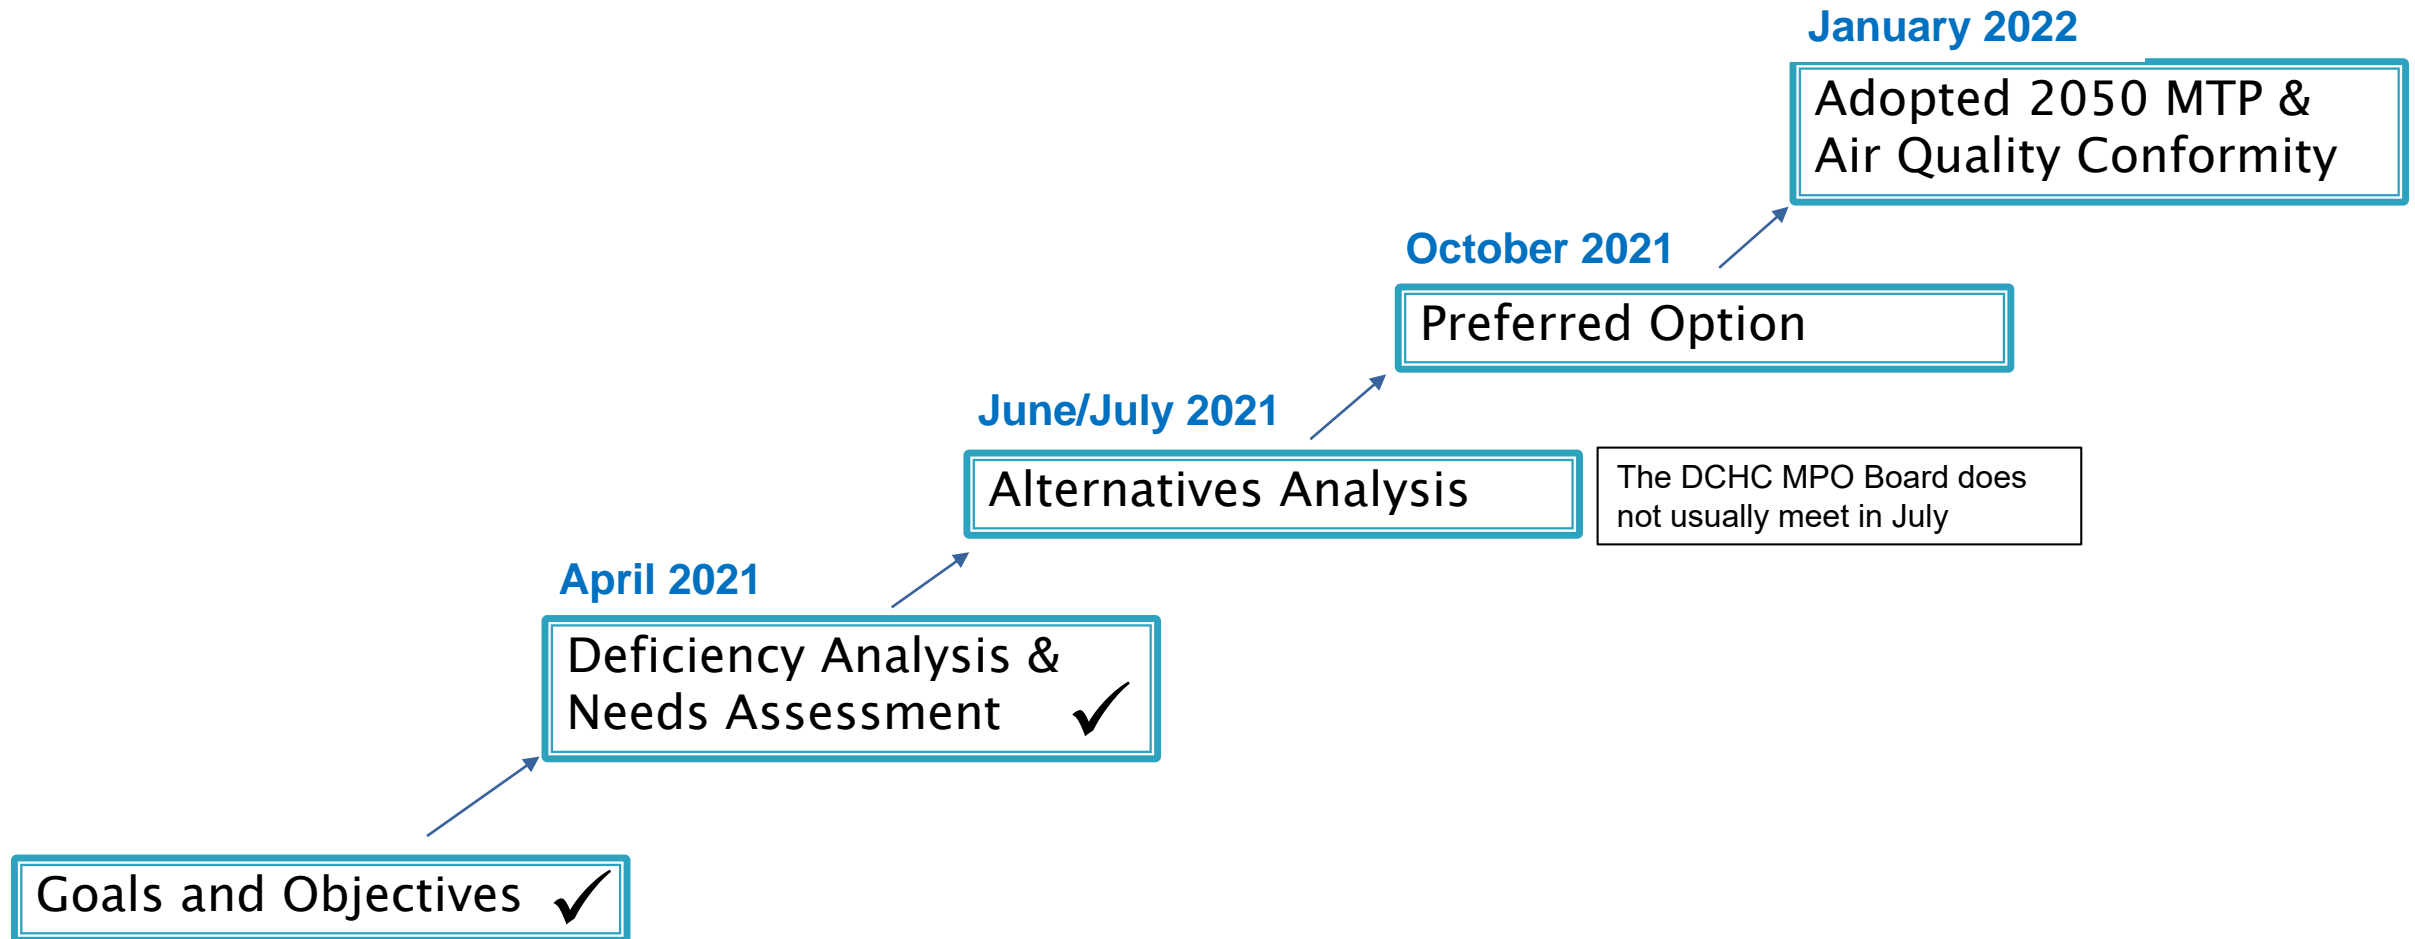 January 2022
Adopted 2050 MTP &
Air Quality Conformity
October 2021
Preferred Option
June/July 2021
Alternatives Analysis
The DCHC MPO Board does
not usually meet in July
April 2021
Deficiency Analysis &
Needs Assessment ✓
Goals and Objectives ✓